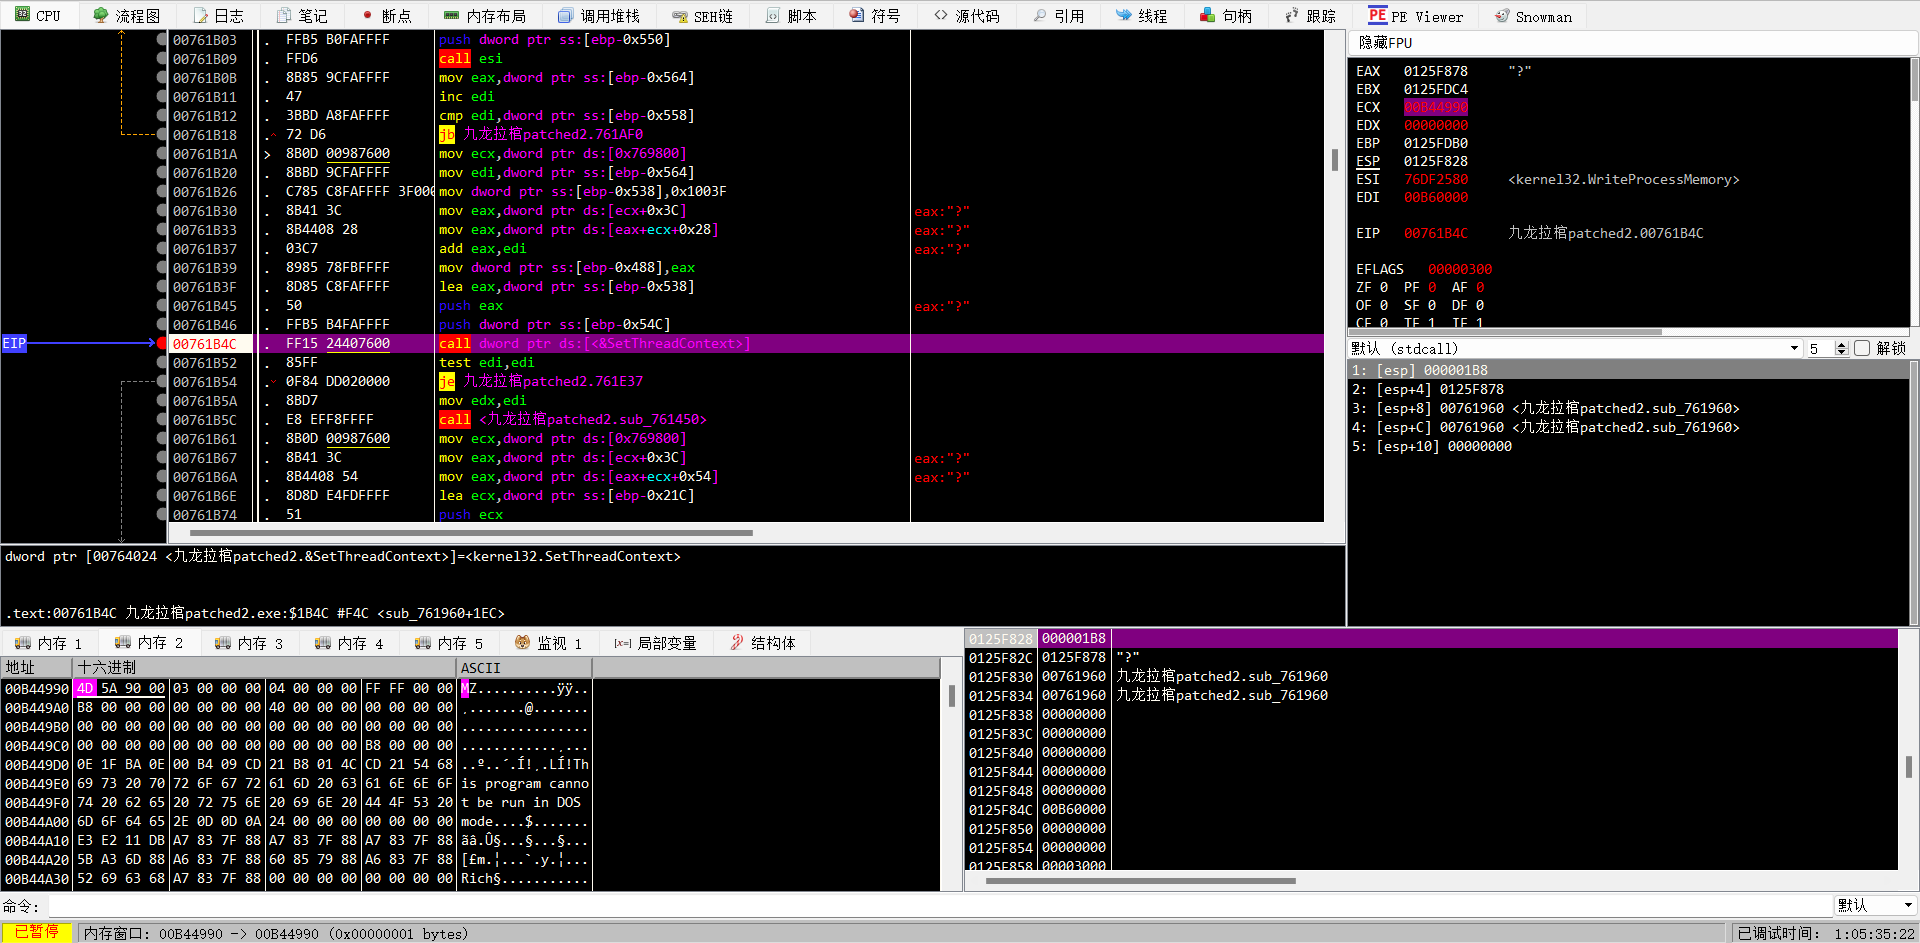 CPU 流程图 日志 笔记 断点 内存布局 调用堆栈 SEH链 脚本 符号 源代码 引用 线程 句柄 跟踪 PE Viewer Snowman
00761B03 . FFB5 B0FAFFFF push dword ptr ss:[ebp-0x550]
00761B09 . FFD6 call esi
00761B0B . 8B85 9CFAFFFF mov eax,dword ptr ss:[ebp-0x564]
00761B11 . 47 inc edi
00761B12 . 3BBD A8FAFFFF cmp edi,dword ptr ss:[ebp-0x558]
00761B18 . 72 D6 jb 九龙拉棺patched2.761AF0
00761B1A > 8B0D 00987600 mov ecx,dword ptr ds:[0x769800]
00761B20 . 8BBD 9CFAFFFF mov edi,dword ptr ss:[ebp-0x564]
00761B26 . C785 C8FAFFFF 3F000 mov dword ptr ss:[ebp-0x538],0x1003F
00761B30 . 8B41 3C mov eax,dword ptr ds:[ecx+0x3C] eax:"?"
00761B33 . 8B4408 28 mov eax,dword ptr ds:[eax+ecx+0x28] eax:"?"
00761B37 . 03C7 add eax,edi eax:"?"
00761B39 . 8985 78FBFFFF mov dword ptr ss:[ebp-0x488],eax
00761B3F . 8D85 C8FAFFFF lea eax,dword ptr ss:[ebp-0x538]
00761B45 . 50 push eax eax:"?"
00761B46 . FFB5 B4FAFFFF push dword ptr ss:[ebp-0x54C]
EIP 00761B4C . FF15 24407600 call dword ptr ds:[<&SetThreadContext>]
00761B52 . 85FF test edi,edi
00761B54 . 0F84 DD020000 je 九龙拉棺patched2.761E37
00761B5A . 8BD7 mov edx,edi
00761B5C . E8 EFF8FFFF call <九龙拉棺patched2.sub_761450>
00761B61 . 8B0D 00987600 mov ecx,dword ptr ds:[0x769800]
00761B67 . 8B41 3C mov eax,dword ptr ds:[ecx+0x3C] eax:"?"
00761B6A . 8B4408 54 mov eax,dword ptr ds:[eax+ecx+0x54] eax:"?"
00761B6E . 8D8D E4FDFFFF lea ecx,dword ptr ss:[ebp-0x21C]
00761B74 . 51 push ecx
隐藏FPU
EAX 0125F878 "?"
EBX 0125FDC4
ECX 00B44990
EDX 00000000
EBP 0125FDB0
ESP 0125F828
ESI 76DF2580 <kernel32.WriteProcessMemory>
EDI 00B60000
EIP 00761B4C 九龙拉棺patched2.00761B4C
EFLAGS 00000300
ZF 0 PF 0 AF 0
OF 0 SF 0 DF 0
CF 0 TF 1 IF 1
默认 (stdcall) 5 解锁
1: [esp] 000001B8
2: [esp+4] 0125F878
3: [esp+8] 00761960 <九龙拉棺patched2.sub_761960>
4: [esp+C] 00761960 <九龙拉棺patched2.sub_761960>
5: [esp+10] 00000000
dword ptr [00764024 <九龙拉棺patched2.&SetThreadContext>]=<kernel32.SetThreadContext>
.text:00761B4C 九龙拉棺patched2.exe:$1B4C #F4C <sub_761960+1EC>
内存 1 内存 2 内存 3 内存 4 内存 5 监视 1 [x=] 局部变量 结构体
地址 十六进制 ASCII
00B44990 4D 5A 90 00 03 00 00 00 04 00 00 00 FF FF 00 00 MZ..........ÿÿ..
00B449A0 B8 00 00 00 00 00 00 00 40 00 00 00 00 00 00 00 ¸.......@.......
00B449B0 00 00 00 00 00 00 00 00 00 00 00 00 00 00 00 00 ................
00B449C0 00 00 00 00 00 00 00 00 00 00 00 00 B8 00 00 00 ............¸...
00B449D0 0E 1F BA 0E 00 B4 09 CD 21 B8 01 4C CD 21 54 68 ..º..´.Í!¸.LÍ!Th
00B449E0 69 73 20 70 72 6F 67 72 61 6D 20 63 61 6E 6E 6F is program canno
00B449F0 74 20 62 65 20 72 75 6E 20 69 6E 20 44 4F 53 20 t be run in DOS
00B44A00 6D 6F 64 65 2E 0D 0D 0A 24 00 00 00 00 00 00 00 mode....$.......
00B44A10 E3 E2 11 DB A7 83 7F 88 A7 83 7F 88 A7 83 7F 88 ãâ.Û§...§...§...
00B44A20 5B A3 6D 88 A6 83 7F 88 60 85 79 88 A6 83 7F 88 [£m.¦...`.y.¦...
00B44A30 52 69 63 68 A7 83 7F 88 00 00 00 00 00 00 00 00 Rich§...........
0125F828 000001B8
0125F82C 0125F878 "?"
0125F830 00761960 九龙拉棺patched2.sub_761960
0125F834 00761960 九龙拉棺patched2.sub_761960
0125F838 00000000
0125F83C 00000000
0125F840 00000000
0125F844 00000000
0125F848 00000000
0125F84C 00B60000
0125F850 00000000
0125F854 00000000
0125F858 00003000
命令: 默认
已暂停 内存窗口: 00B44990 -> 00B44990 (0x00000001 bytes) 已调试时间: 1:05:35:22